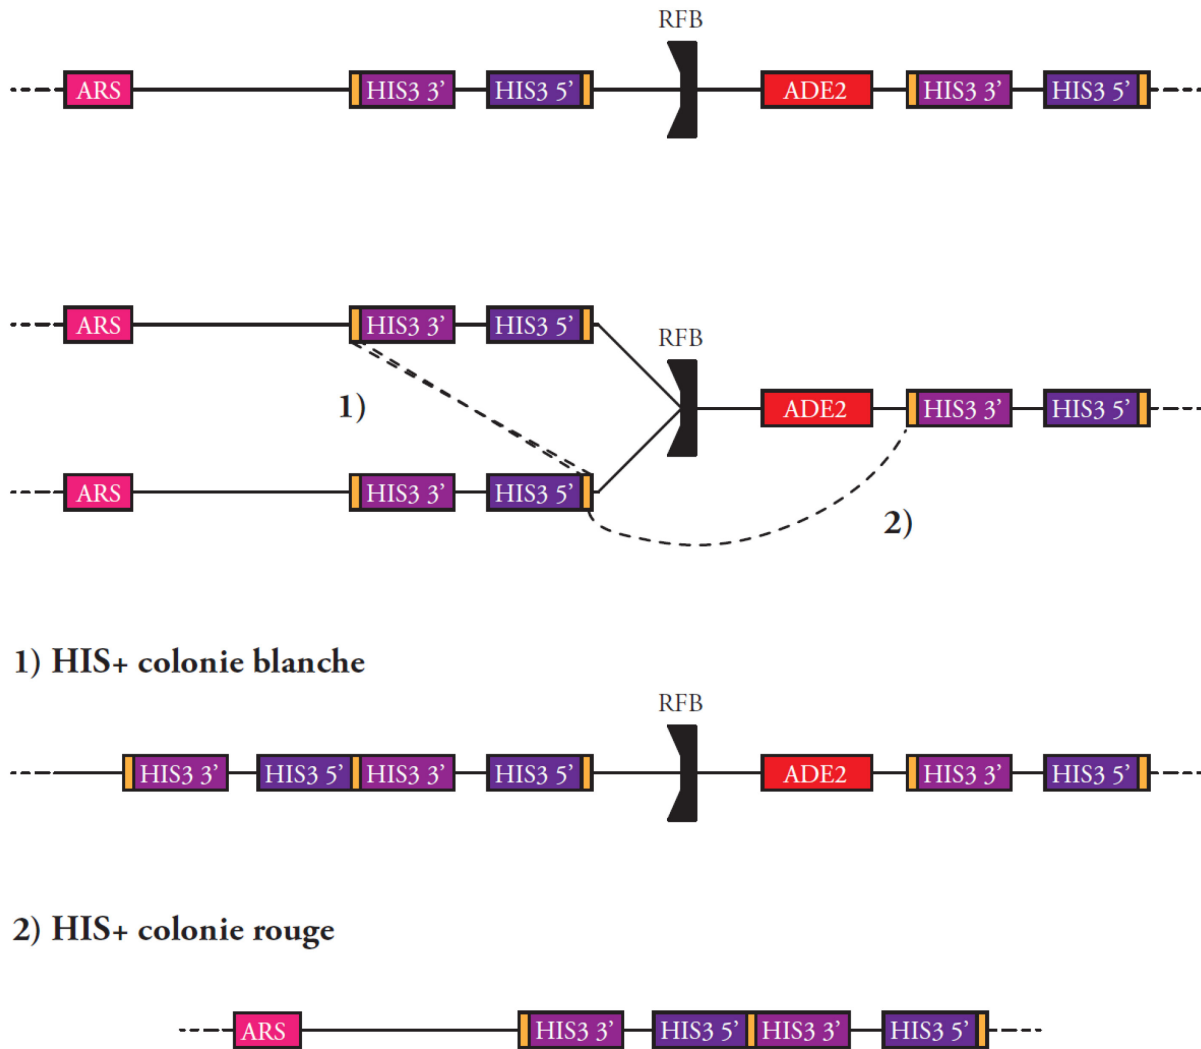 RFB
ARS HIS3 3’ HIS3 5’ ADE2 HIS3 3’ HIS3 5’
ARS HIS3 3’ HIS3 5’
RFB
1) ADE2 HIS3 3’ HIS3 5’
ARS HIS3 3’ HIS3 5’
2)
1) HIS+ colonie blanche
RFB
HIS3 3’ HIS3 5’ HIS3 3’ HIS3 5’ ADE2 HIS3 3’ HIS3 5’
2) HIS+ colonie rouge
ARS HIS3 3’ HIS3 5’ HIS3 3’ HIS3 5’